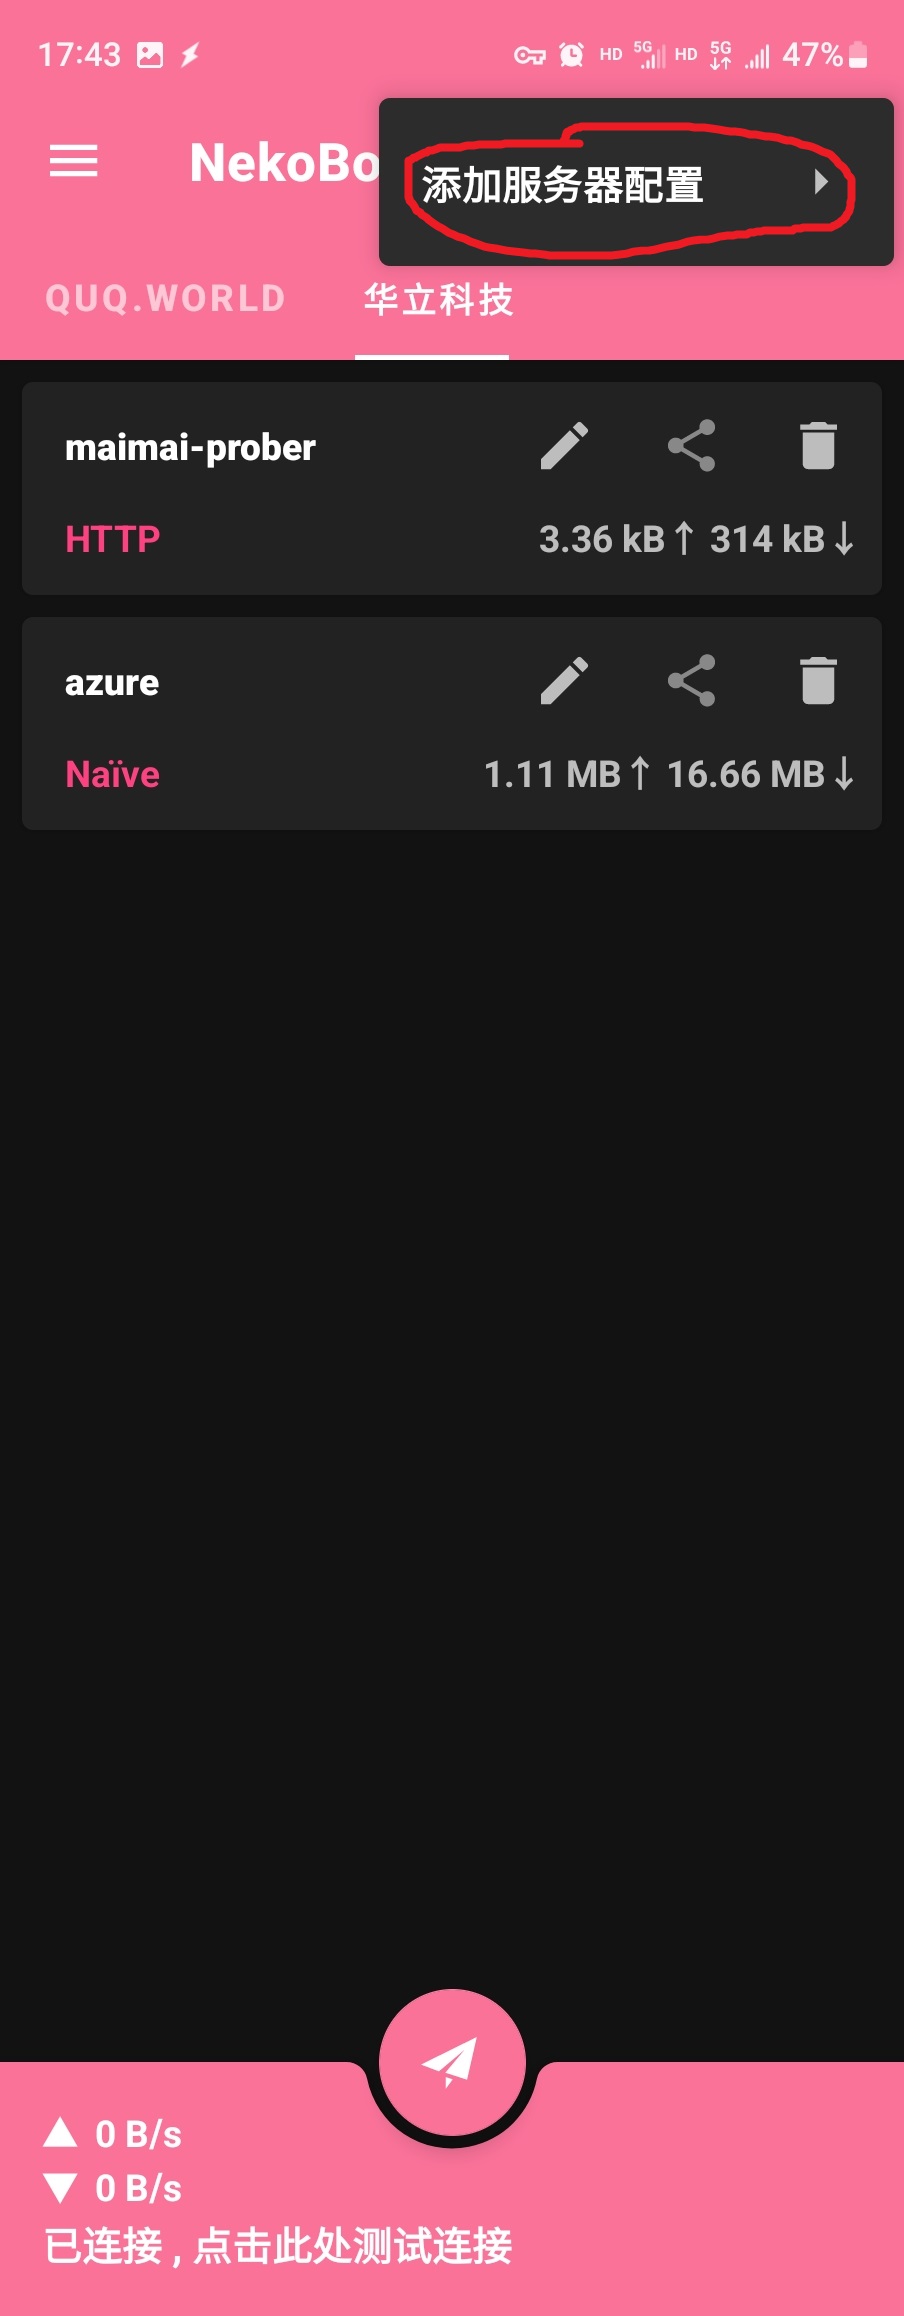 17:43 HD 5G HD 5G 47%
NekoBo
添加服务器配置
QUQ.WORLD 华立科技
maimai-prober
HTTP 3.36 kB↑ 314 kB↓
azure
Naïve 1.11 MB↑ 16.66 MB↓
▲ 0 B/s
▼ 0 B/s
已连接，点击此处测试连接